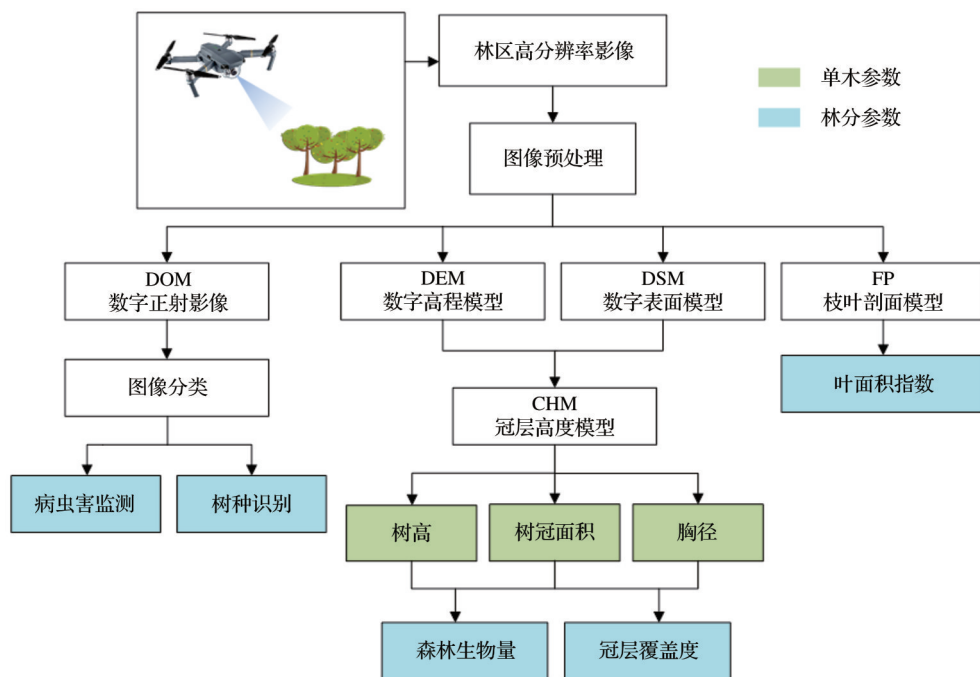 林区高分辨率影像
单木参数
林分参数
图像预处理
DOM
数字正射影像
DEM
数字高程模型
DSM
数字表面模型
FP
枝叶剖面模型
图像分类
叶面积指数
CHM
冠层高度模型
病虫害监测
树种识别
树高
树冠面积
胸径
森林生物量
冠层覆盖度